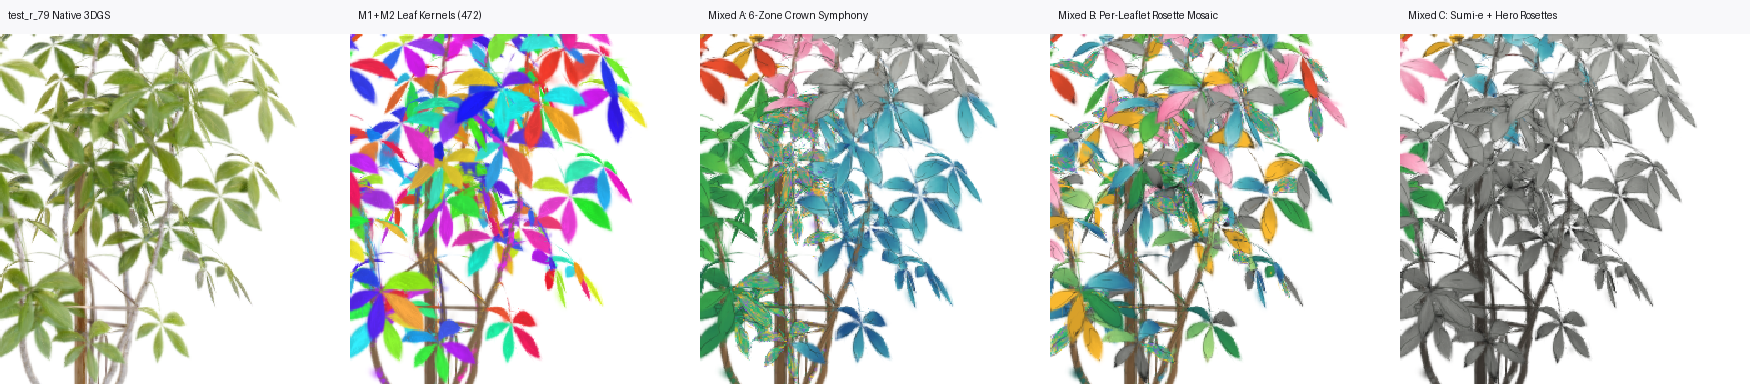 test_r_79 Native 3DGS
M1+M2 Leaf Kernels (472)
Mixed A: 6-Zone Crown Symphony
Mixed B: Per-Leaflet Rosette Mosaic
Mixed C: Sumi-e + Hero Rosettes